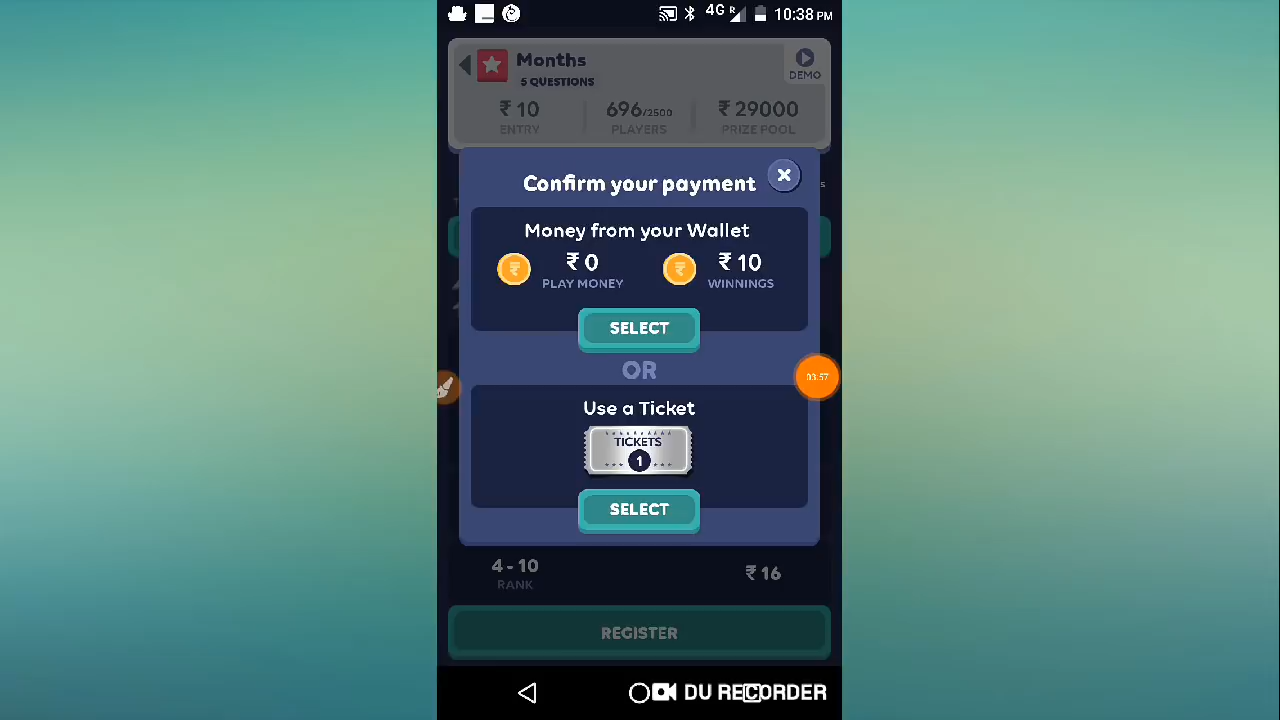 4G R 10:38 PM
Months
5 QUESTIONS
DEMO
₹ 10 696/2500 ₹ 29000
ENTRY PLAYERS PRIZE POOL
Confirm your payment
Money from your Wallet
₹ 0 ₹ 10
PLAY MONEY WINNINGS
SELECT
OR
03:57
Use a Ticket
TICKETS
1
SELECT
4 - 10 ₹ 16
RANK
REGISTER
DU RECORDER